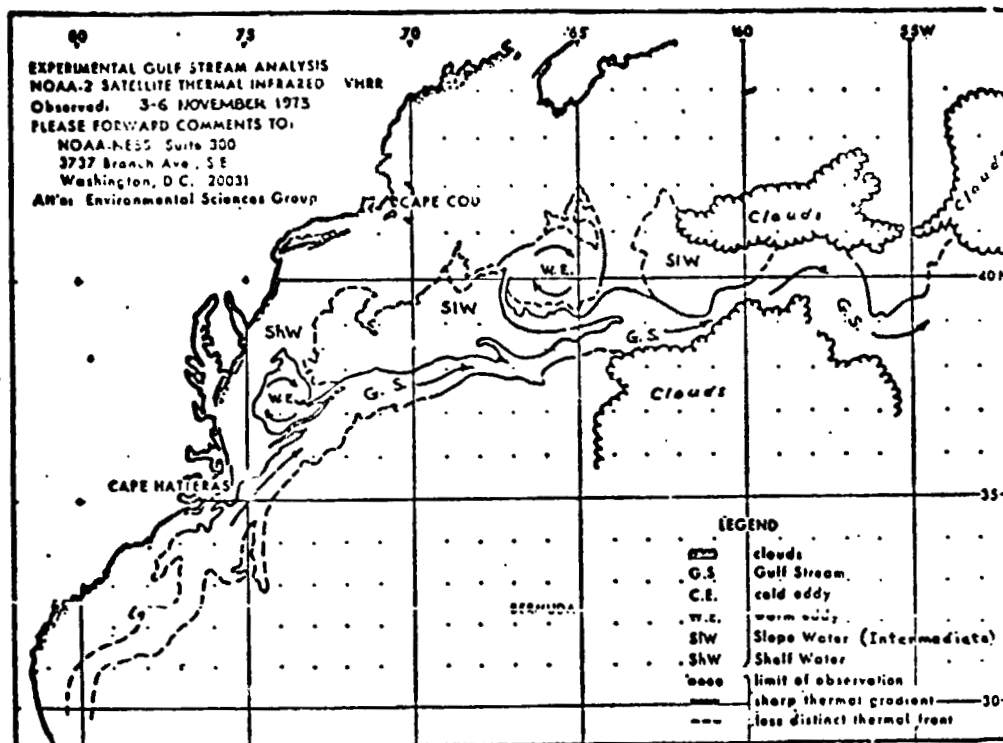 80 75 70 65 60 55W
EXPERIMENTAL GULF STREAM ANALYSIS
NOAA-2 SATELLITE THERMAL INFRARED VHRR
Observed: 3-6 NOVEMBER 1973
PLEASE FORWARD COMMENTS TO:
NOAA-NESS Suite 300
3737 Branch Ave., S E
Washington, D.C. 20031
Attn: Environmental Sciences Group
CAPE COD
Clouds
Clouds
W.E.
SlW
40N
SlW
G.S.
ShW
G.S.
W.E.
G. S.
Clouds
CAPE HATTERAS
35
LEGEND
clouds
G.S Gulf Stream
C.E. cold eddy
W.E. warm eddy
SlW Slope Water (Intermediate)
ShW Shelf Water
limit of observation
sharp thermal gradient
less distinct thermal front
BERMUDA
30